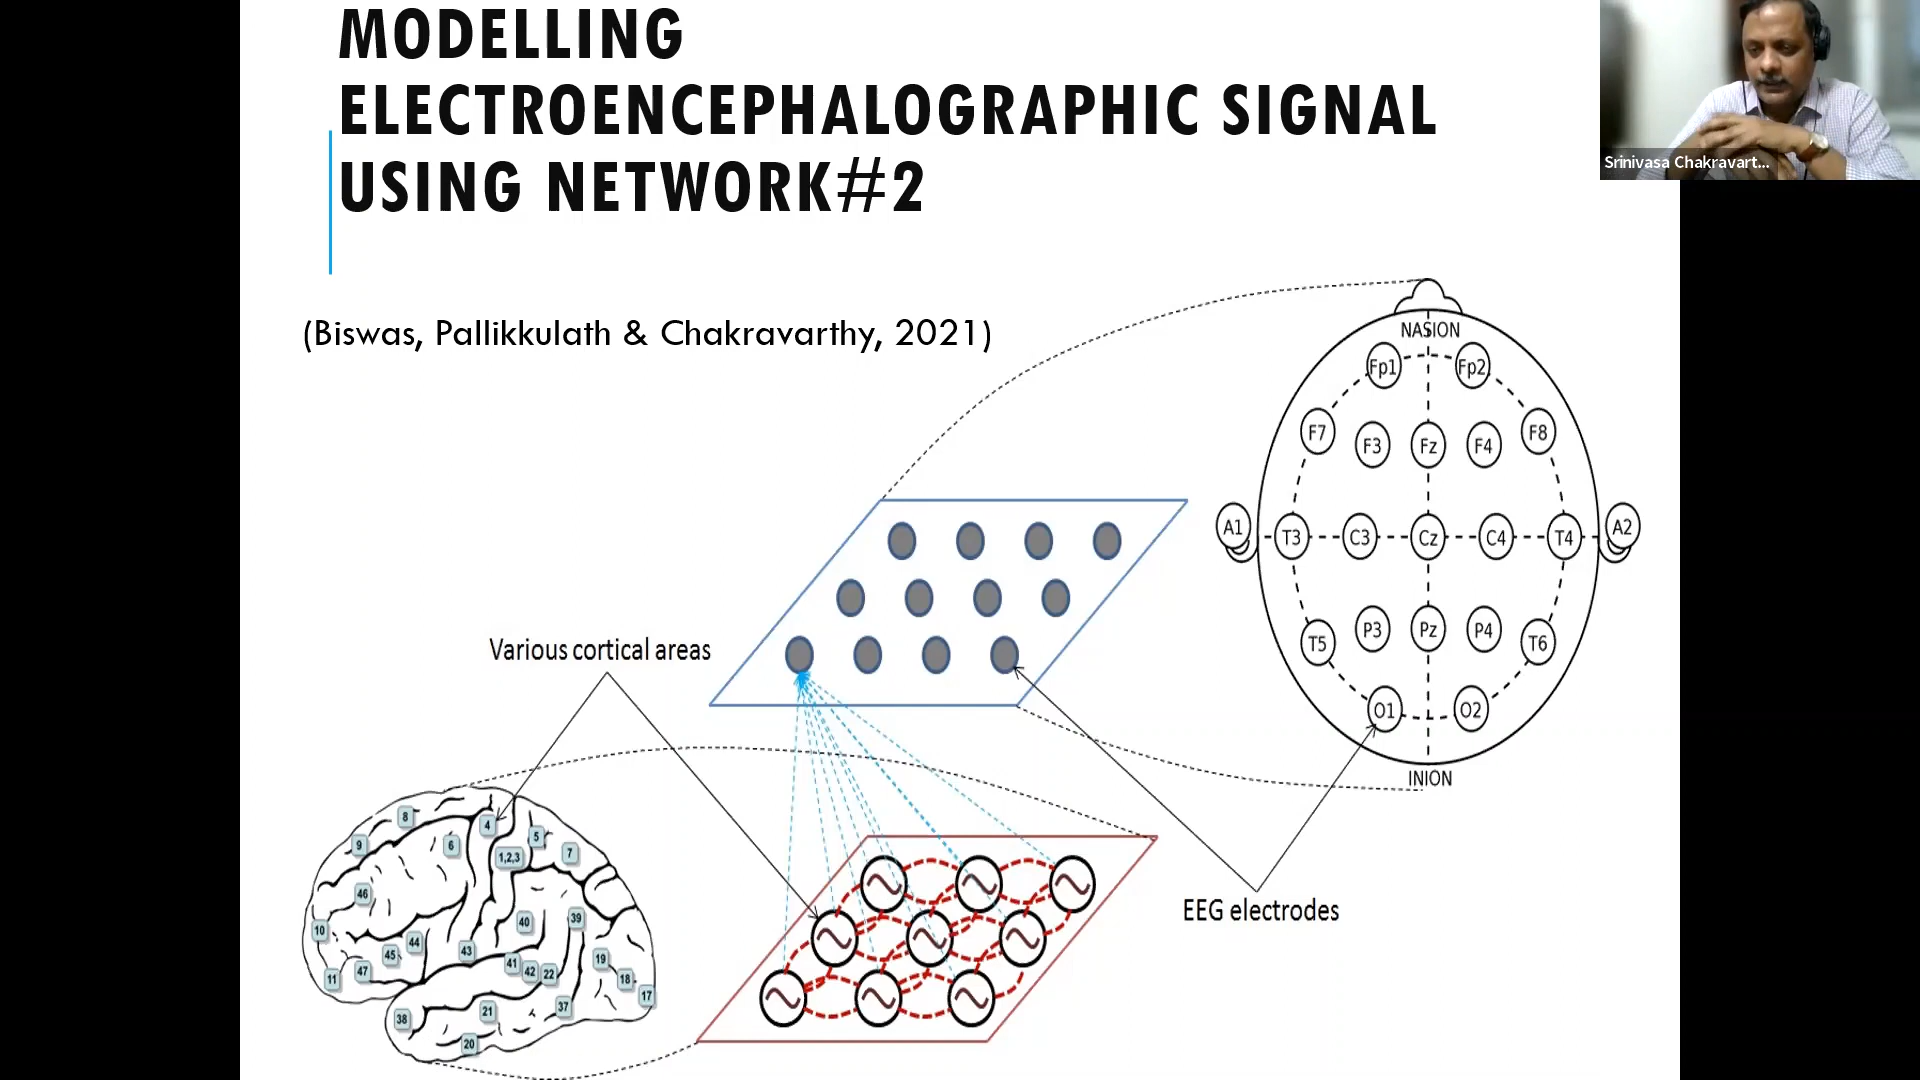 MODELLING
ELECTROENCEPHALOGRAPHIC SIGNAL
USING NETWORK#2
Srinivasa Chakravart...
(Biswas, Pallikkulath & Chakravarthy, 2021)
NASION
Fp1 Fp2
F7 F3 Fz F4 F8
A1 T3 C3 Cz C4 T4 A2
T5 P3 Pz P4 T6
O1 O2
INION
Various cortical areas
EEG electrodes
8
4
9
6
5
1,2,3
7
46
40
39
10
44
45
43
41
42
22
19
47
11
18
17
21
37
38
20